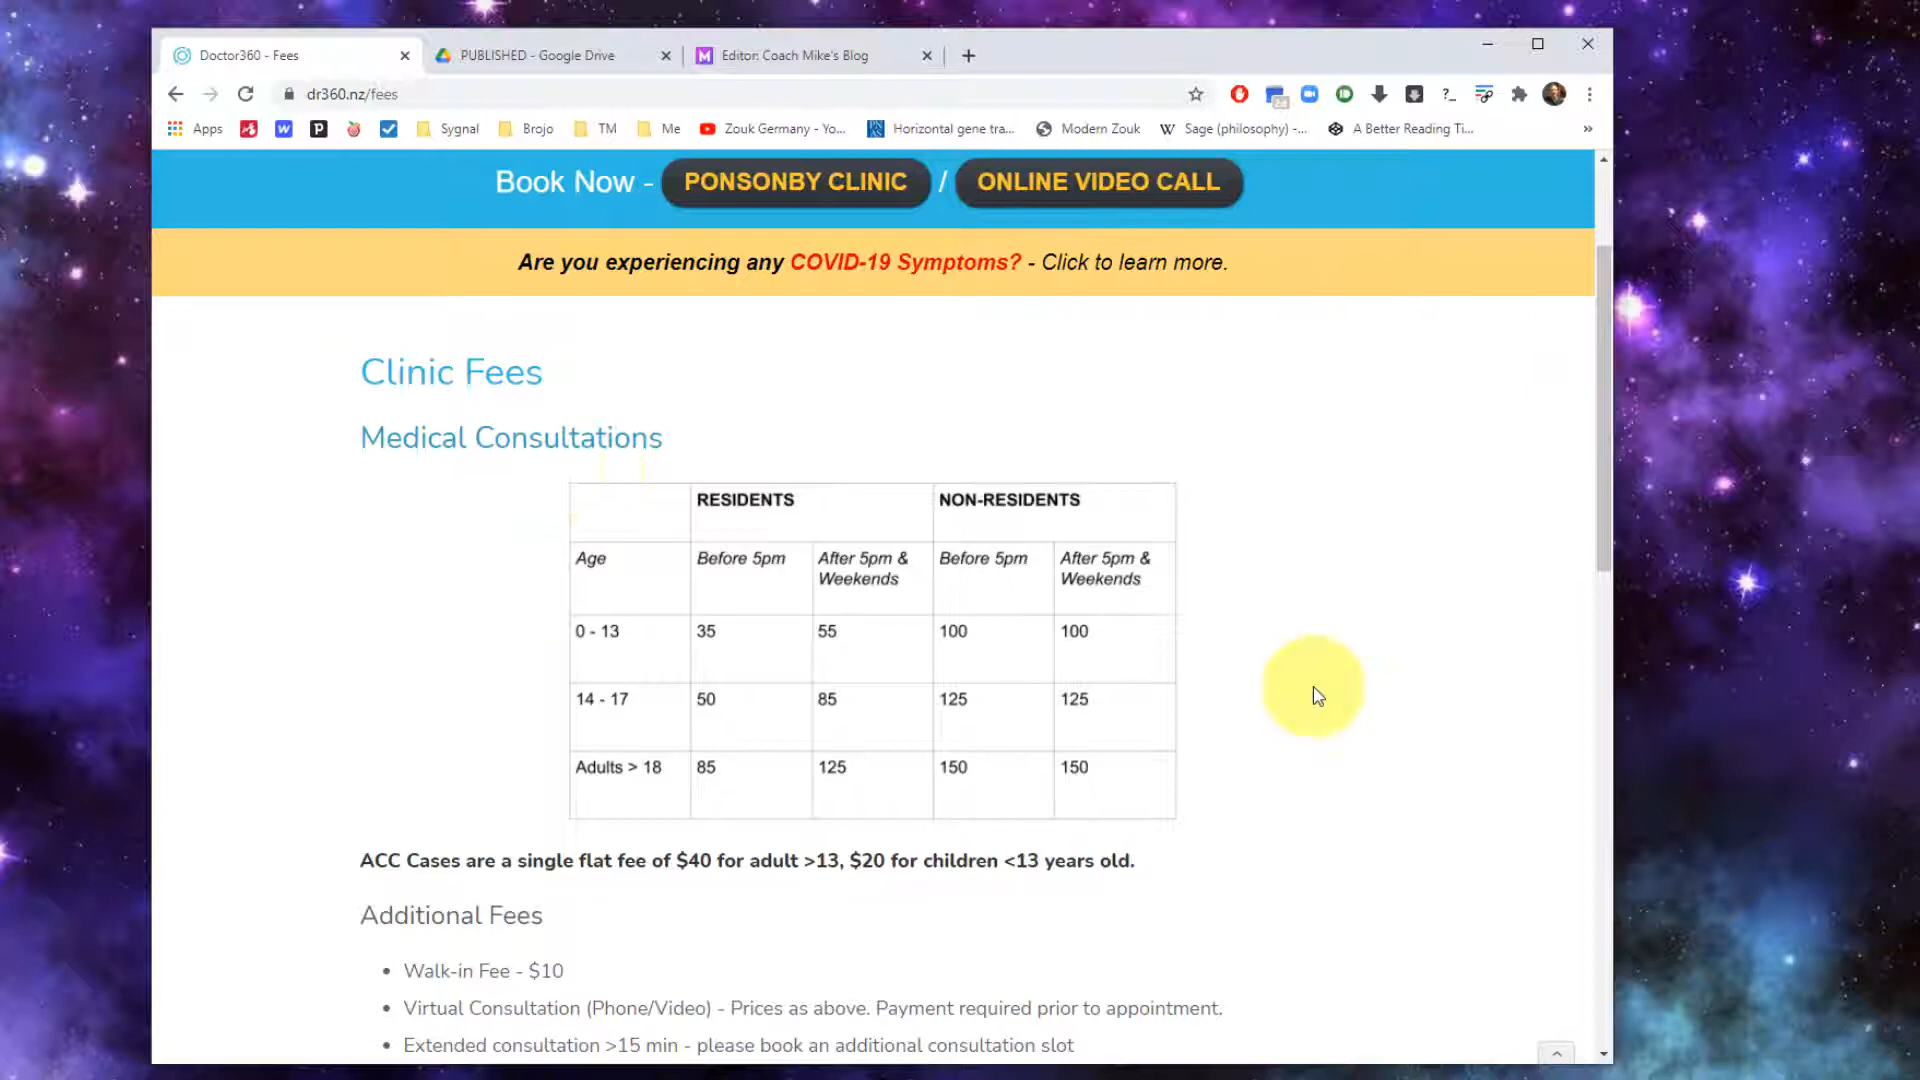 Doctor360 - Fees
PUBLISHED - Google Drive
Editor: Coach Mike's Blog
dr360.nz/fees
Apps
Sygnal
Brojo
TM
Me
Zouk Germany - Yo...
Horizontal gene tra...
Modern Zouk
Sage (philosophy) -...
A Better Reading Ti...
Book Now - PONSONBY CLINIC / ONLINE VIDEO CALL
Are you experiencing any COVID-19 Symptoms? - Click to learn more.
Clinic Fees
Medical Consultations
RESIDENTS NON-RESIDENTS
Age Before 5pm After 5pm & Weekends Before 5pm After 5pm & Weekends
0 - 13 35 55 100 100
14 - 17 50 85 125 125
Adults > 18 85 125 150 150
ACC Cases are a single flat fee of $40 for adult >13, $20 for children <13 years old.
Additional Fees
• Walk-in Fee - $10
• Virtual Consultation (Phone/Video) - Prices as above. Payment required prior to appointment.
• Extended consultation >15 min - please book an additional consultation slot